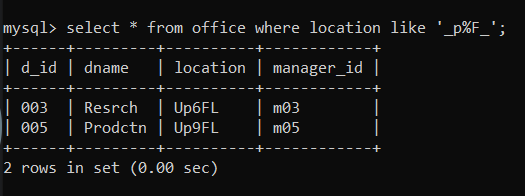 mysql> select * from office where location like '_p%F_';
+------+---------+----------+------------+
| d_id | dname   | location | manager_id |
+------+---------+----------+------------+
| 003  | Resrch  | Up6FL    | m03        |
| 005  | Prodctn | Up9FL    | m05        |
+------+---------+----------+------------+
2 rows in set (0.00 sec)